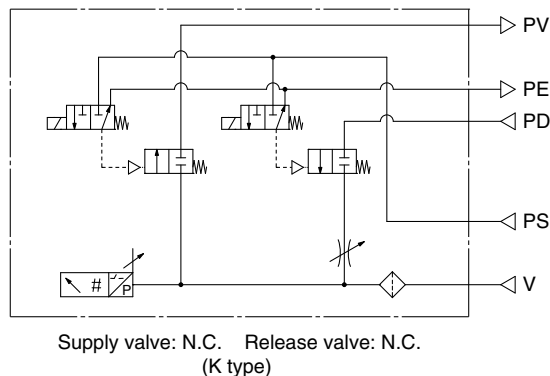 PV
PE
PD
PS
# P
V
Supply valve: N.C. Release valve: N.C.
(K type)